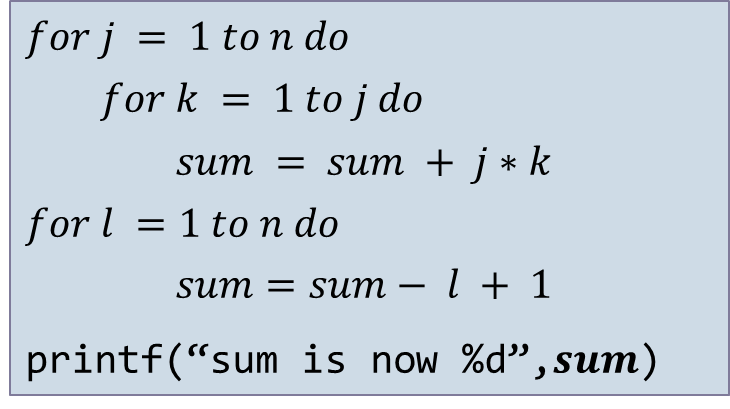 for j = 1 to n do
for k = 1 to j do
sum = sum + j * k
for l = 1 to n do
sum = sum − l + 1
printf(“sum is now %d”,sum)